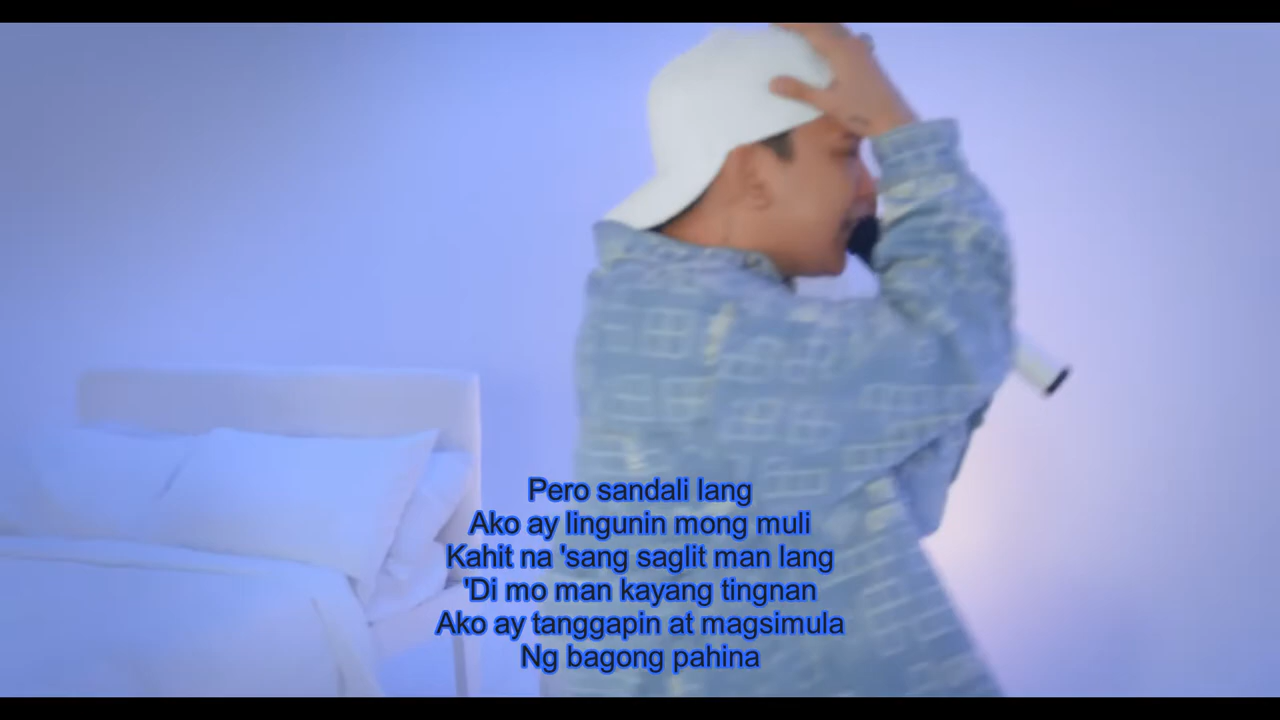 Pero sandali lang
Ako ay lingunin mong muli
Kahit na 'sang saglit man lang
'Di mo man kayang tingnan
Ako ay tanggapin at magsimula
Ng bagong pahina